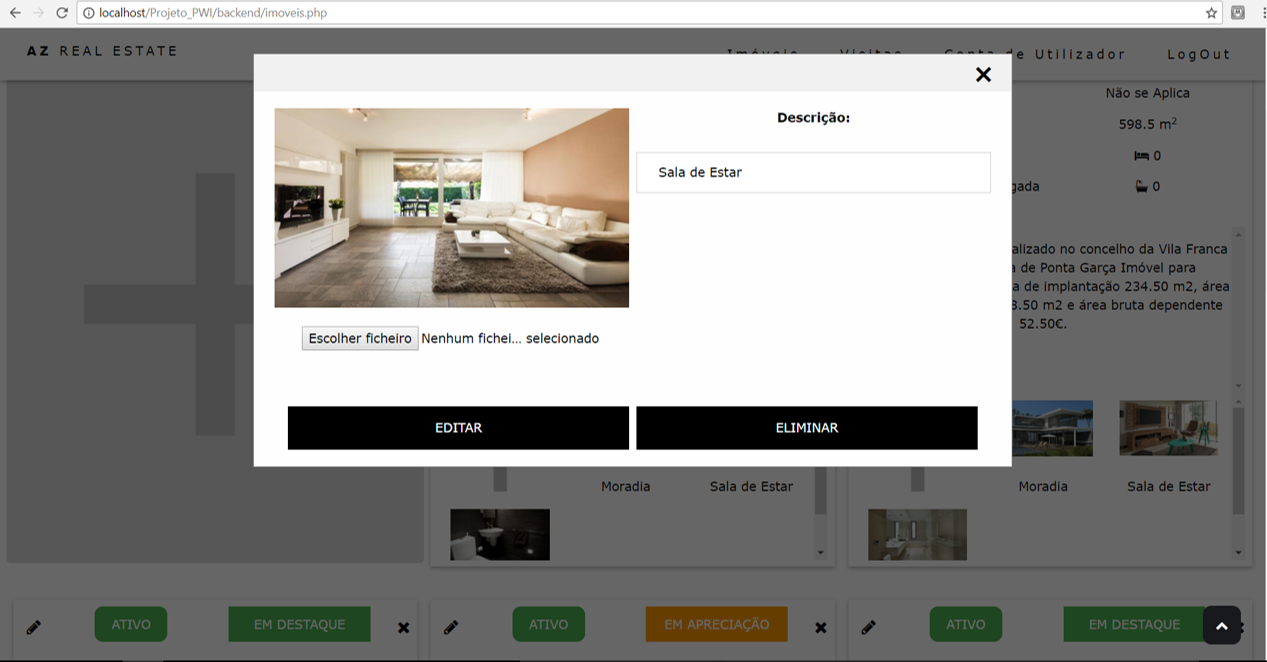 localhost/Projeto_PWI/backend/imoveis.php
AZ REAL ESTATE
Imóveis Visitas Conta de Utilizador LogOut
Descrição:
Sala de Estar
Escolher ficheiro Nenhum fichei... selecionado
EDITAR ELIMINAR
Não se Aplica
598.5 m²
0
gada 0
alizado no concelho da Vila Franca
a de Ponta Garça Imóvel para
a de implantação 234.50 m2, área
3.50 m2 e área bruta dependente
52.50€.
Moradia Sala de Estar
Moradia Sala de Estar
ATIVO EM DESTAQUE
ATIVO EM APRECIAÇÃO
ATIVO EM DESTAQUE